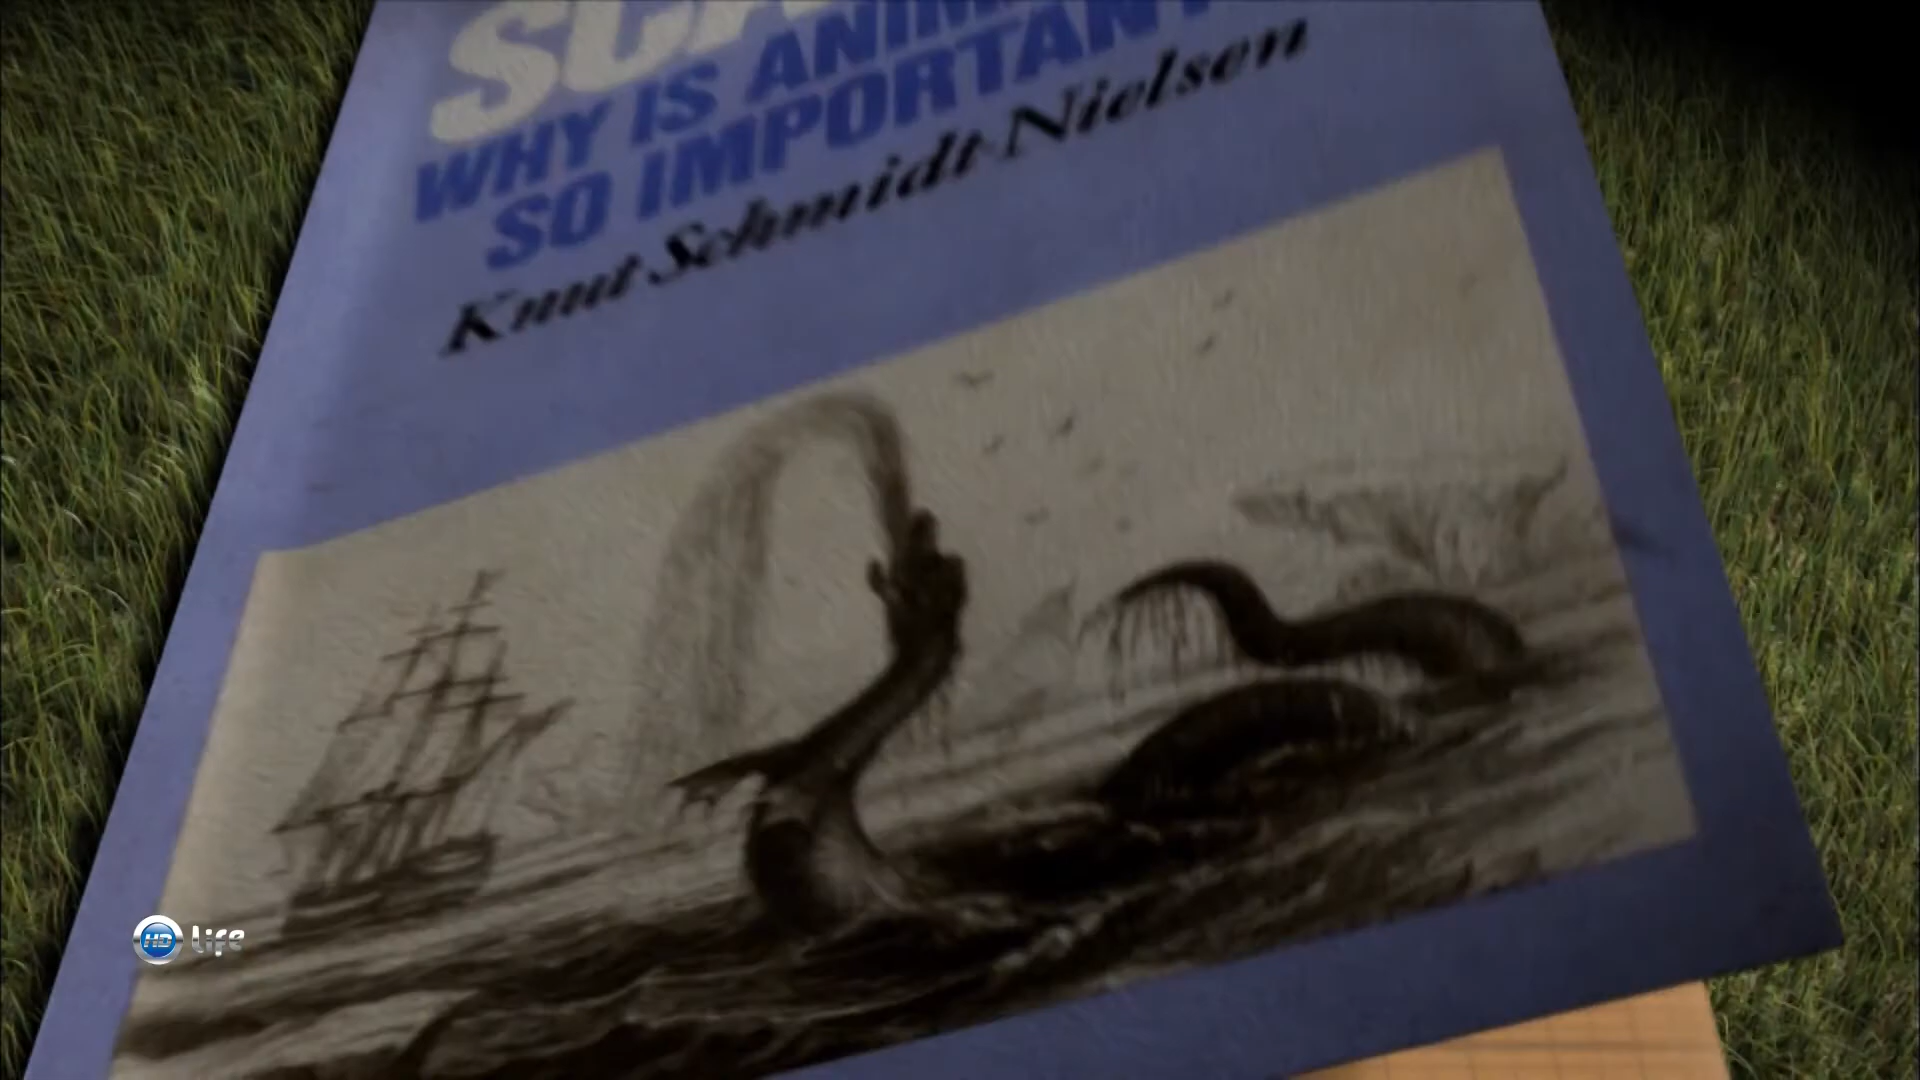 WHY IS ANIM
SO IMPORTANT
Knut Schmidt-Nielsen
HD life